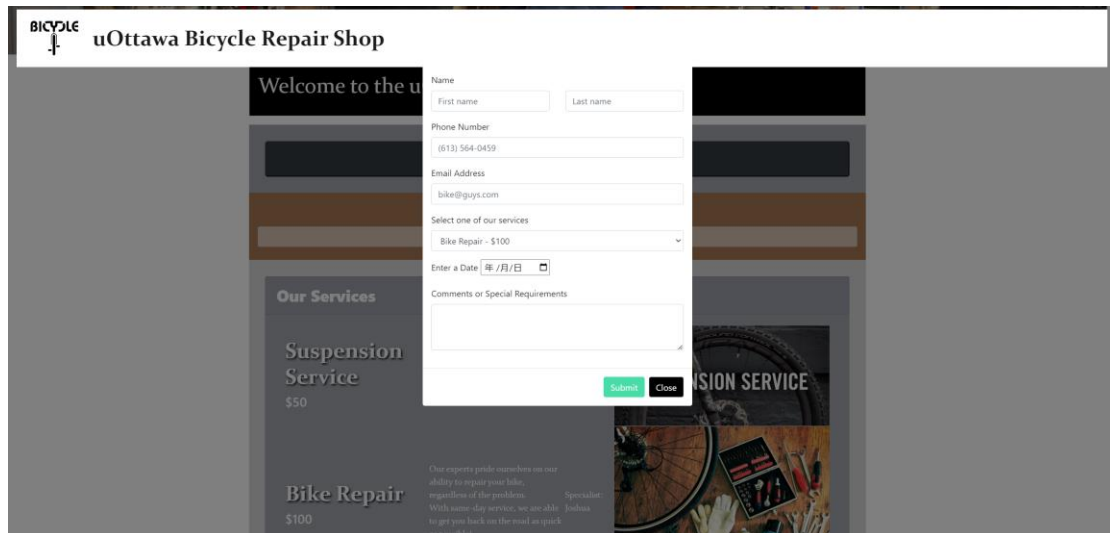 BICYCLE
uOttawa Bicycle Repair Shop
Welcome to the u
Name
First name Last name
Phone Number
(613) 564-0459
Email Address
bike@guys.com
Select one of our services
Bike Repair - $100
Enter a Date 年 /月/日
Comments or Special Requirements
Submit Close
Our Services
Suspension
Service
$50
NSION SERVICE
Bike Repair
$100
Our experts pride ourselves on our
ability to repair your bike,
regardless of the problem.
With same-day service, we are able
to get you back on the road as quick
Specialist:
Joshua